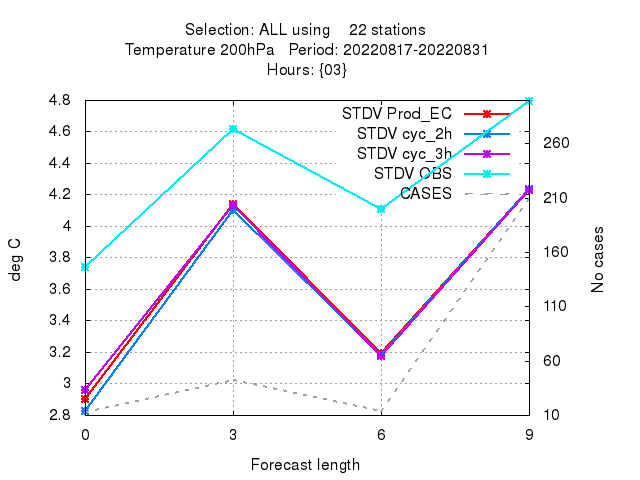 Selection: ALL using    22 stations
Temperature 200hPa   Period: 20220817-20220831
Hours: {03}
4.8
4.6
4.4
4.2
4
3.8
3.6
3.4
3.2
3
2.8
deg C
STDV Prod_EC
STDV cyc_2h
STDV cyc_3h
STDV OBS
CASES
260
210
160
110
60
10
No cases
0 3 6 9
Forecast length